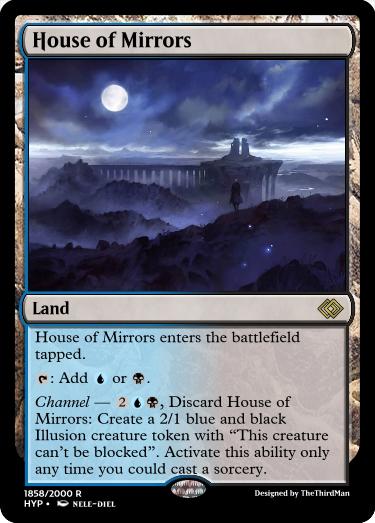 House of Mirrors
Land
House of Mirrors enters the battlefield
tapped.
: Add or .
Channel — 2 , Discard House of
Mirrors: Create a 2/1 blue and black
Illusion creature token with “This creature
can’t be blocked”. Activate this ability only
any time you could cast a sorcery.
1858/2000 R
HYP • NELE-DIEL
Designed by TheThirdMan